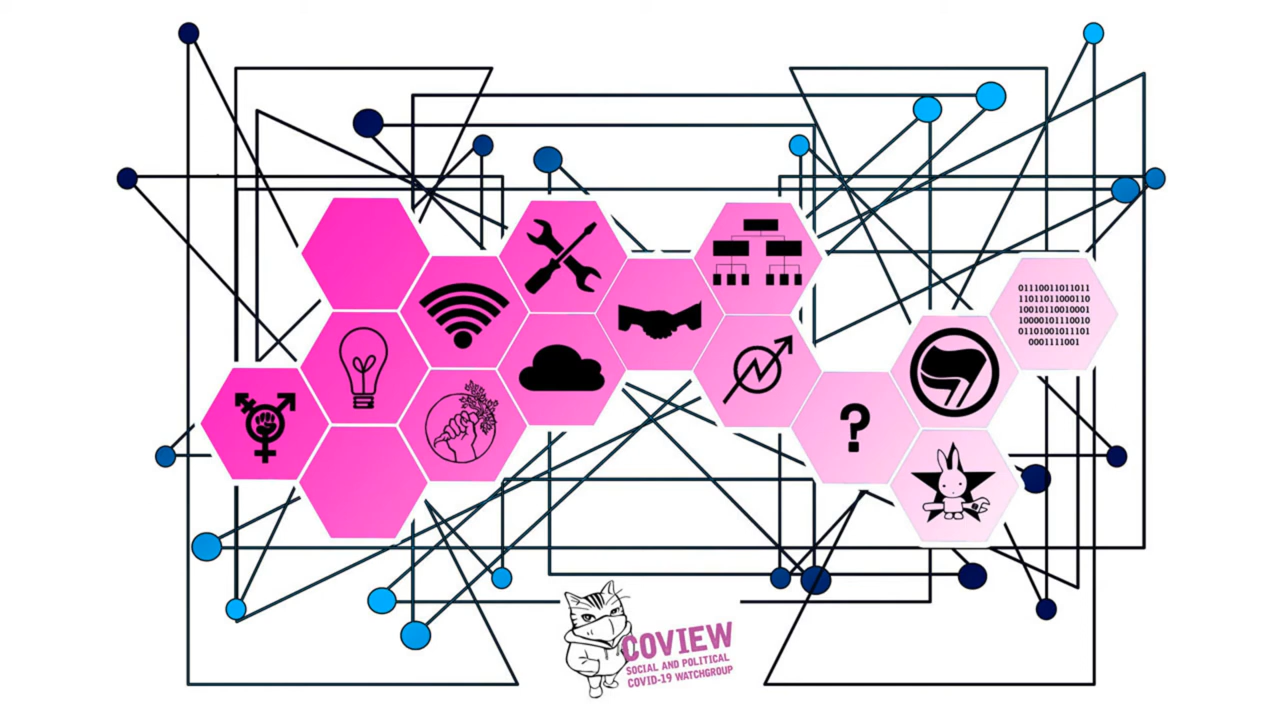 01110011011011
11011011000110
10010110010001
10000101110010
01101001011101
0001111001
?
COVIEW
SOCIAL AND POLITICAL
COVID-19 WATCHGROUP